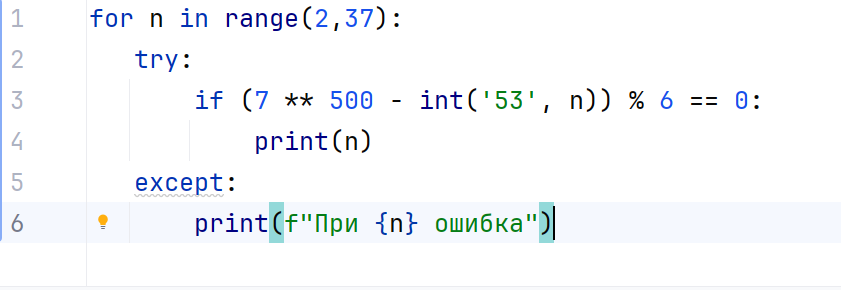 1 for n in range(2,37):
2 try:
3 if (7 ** 500 - int('53', n)) % 6 == 0:
4 print(n)
5 except:
6 print(f"При {n} ошибка")